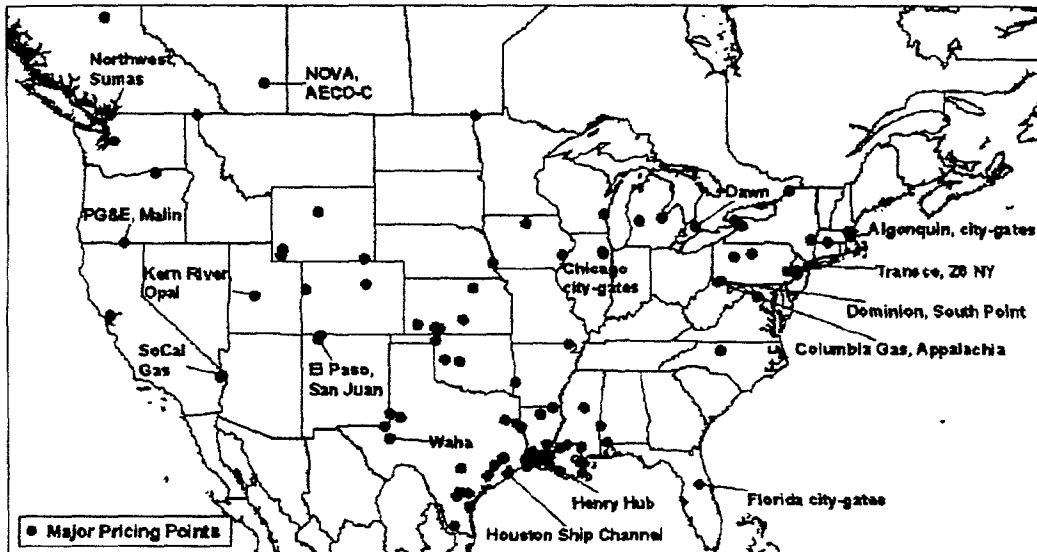 Northwest,
Sumas
NOVA,
AECO-C
Dawn
PG&E, Malin
Algonquin, city-gates
Kern River
Opal
Chicago
city-gates
Transco, Z6 NY
Dominion, South Point
SoCal
Gas
El Paso,
San Juan
Columbia Gas, Appalachia
Waha
Henry Hub
Florida city-gates
Major Pricing Points
Houston Ship Channel